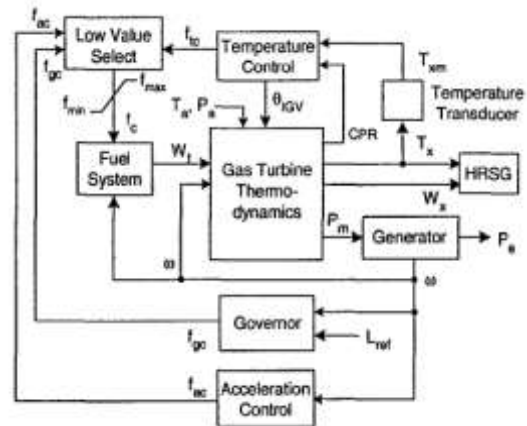 f_ac
Low Value
Select
f_tc
Temperature
Control
T_xm
f_gc
f_min
f_max
θ_IGV
Temperature
Transducer
T_a, P_a
CPR
f_c
T_x
Fuel
System
W_f
Gas Turbine
Thermo-
dynamics
HRSG
W_x
P_m
Generator
P_e
ω
ω
Governor
f_gc
L_ref
f_ac
Acceleration
Control